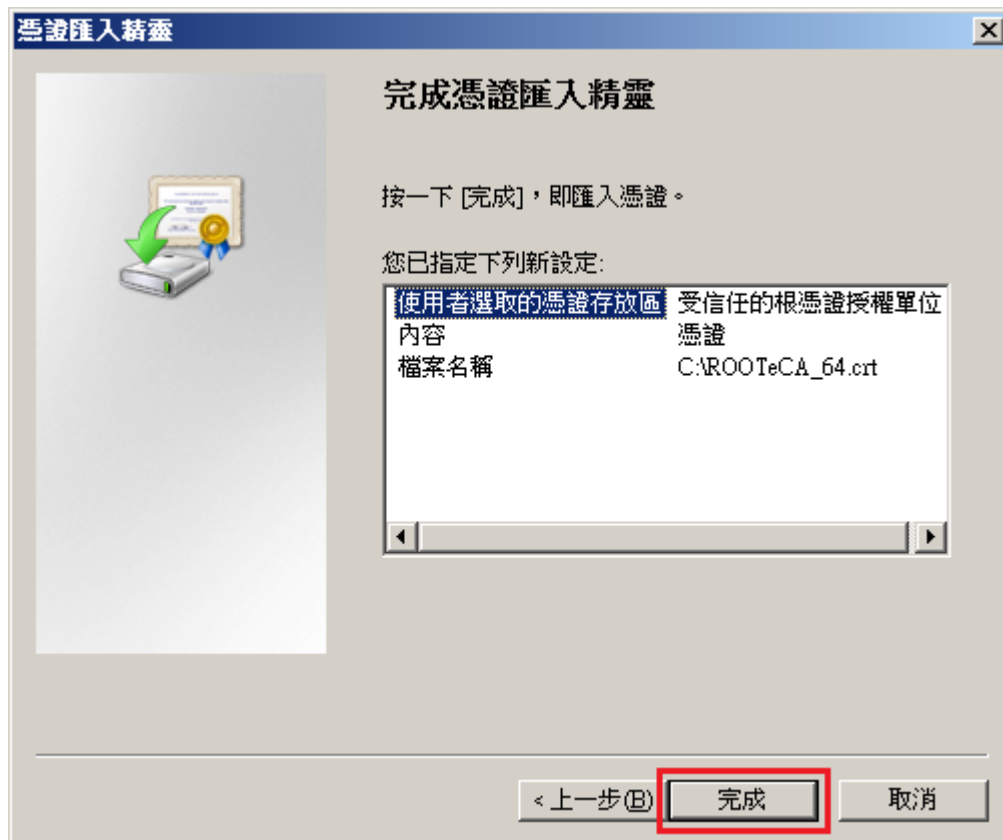 憑證匯入精靈
完成憑證匯入精靈
按一下 [完成]，即匯入憑證。
您已指定下列新設定:
使用者選取的憑證存放區 受信任的根憑證授權單位
內容 憑證
檔案名稱 C:\ROOTeCA_64.crt
<上一步(B) 完成 取消